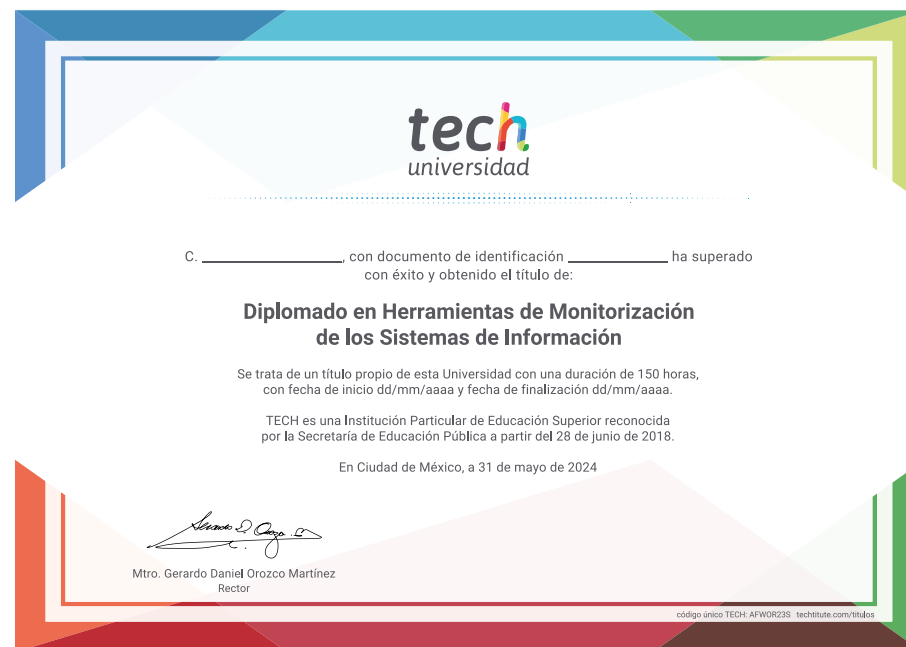 tech
universidad
C. ____________, con documento de identificación _________ ha superado
con éxito y obtenido el título de:
Diplomado en Herramientas de Monitorización
de los Sistemas de Información
Se trata de un título propio de esta Universidad con una duración de 150 horas,
con fecha de inicio dd/mm/aaaa y fecha de finalización dd/mm/aaaa.
TECH es una Institución Particular de Educación Superior reconocida
por la Secretaría de Educación Pública a partir del 28 de junio de 2018.
En Ciudad de México, a 31 de mayo de 2024
Mtro. Gerardo Daniel Orozco Martínez
Rector
código único TECH: AFWOR23S techtitute.com/titulos